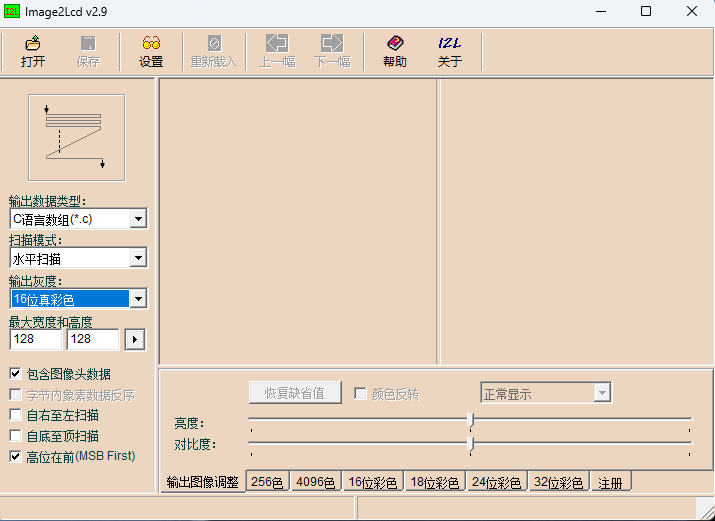 I2L Image2Lcd v2.9
打开 保存 设置 重新载入 上一幅 下一幅 帮助 I2L 关于
输出数据类型:
C语言数组(*.c)
扫描模式:
水平扫描
输出灰度:
16位真彩色
最大宽度和高度
128 128
包含图像头数据
字节内象素数据反序
自右至左扫描
自底至顶扫描
高位在前(MSB First)
恢复缺省值 颜色反转 正常显示
亮度:
对比度:
输出图像调整 256色 4096色 16位彩色 18位彩色 24位彩色 32位彩色 注册